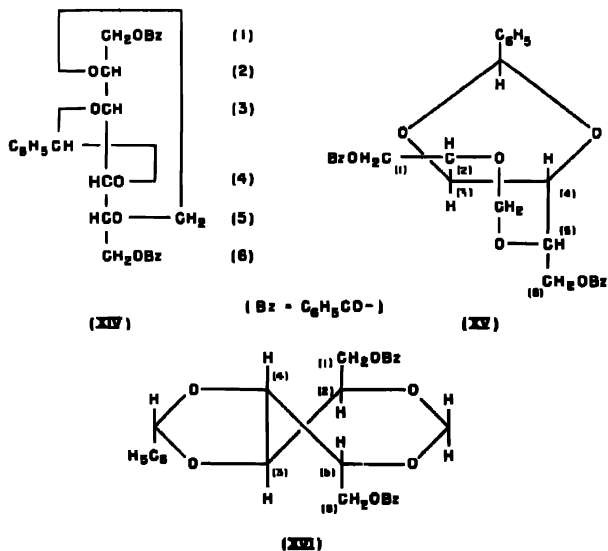 CH₂OBz (1)
OCH (2)
OCH (3)
C₆H₅CH
HCO (4)
HCO CH₂ (5)
CH₂OBz (6)
(XIV)
C₆H₅
H
O O
BzOH₂C H O H
(1) (2) (3) (4)
H CH₂ (5)
O CH
(6) CH₂OBz
(XV)
(Bz = C₆H₅CO-)
H (1) CH₂OBz
(4) (2)
H O H O H
H₅C₆ O (3) H (5) O H
H (6) CH₂OBz
(XVI)